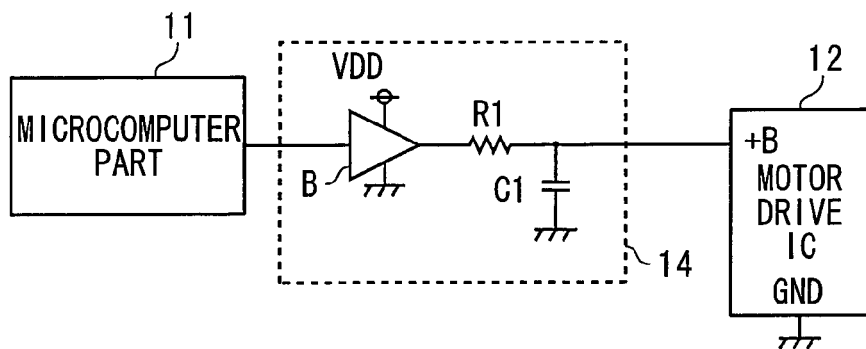 11
MICROCOMPUTER
PART
VDD
B
R1
C1
14
12
+B
MOTOR
DRIVE
IC
GND